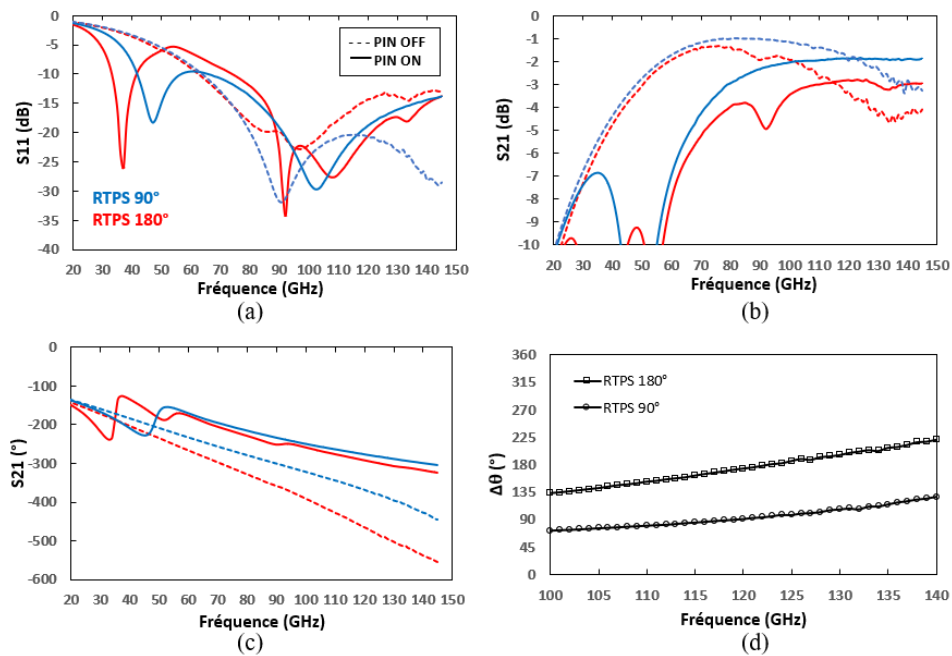 0
-5
-10
-15
-20
-25
-30
-35
-40
S11 (dB)
PIN OFF
PIN ON
RTPS 90°
RTPS 180°
20 30 40 50 60 70 80 90 100 110 120 130 140 150
Fréquence (GHz)
(a)
0
-1
-2
-3
-4
-5
-6
-7
-8
-9
-10
S21 (dB)
20 30 40 50 60 70 80 90 100 110 120 130 140 150
Fréquence (GHz)
(b)
0
-100
-200
-300
-400
-500
-600
S21 (°)
20 30 40 50 60 70 80 90 100 110 120 130 140 150
Fréquence (GHz)
(c)
360
315
270
225
180
135
90
45
0
Δθ (°)
RTPS 180°
RTPS 90°
100 105 110 115 120 125 130 135 140
Fréquence (GHz)
(d)